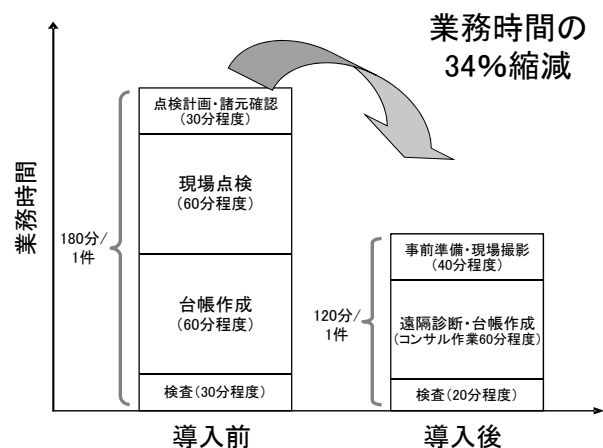 業務時間の
34%縮減
業務時間
点検計画・諸元確認
(30分程度)
現場点検
(60分程度)
180分/
1件
台帳作成
(60分程度)
検査(30分程度)
導入前
事前準備・現場撮影
(40分程度)
120分/
1件
遠隔診断・台帳作成
(コンサル作業60分程度)
検査(20分程度)
導入後